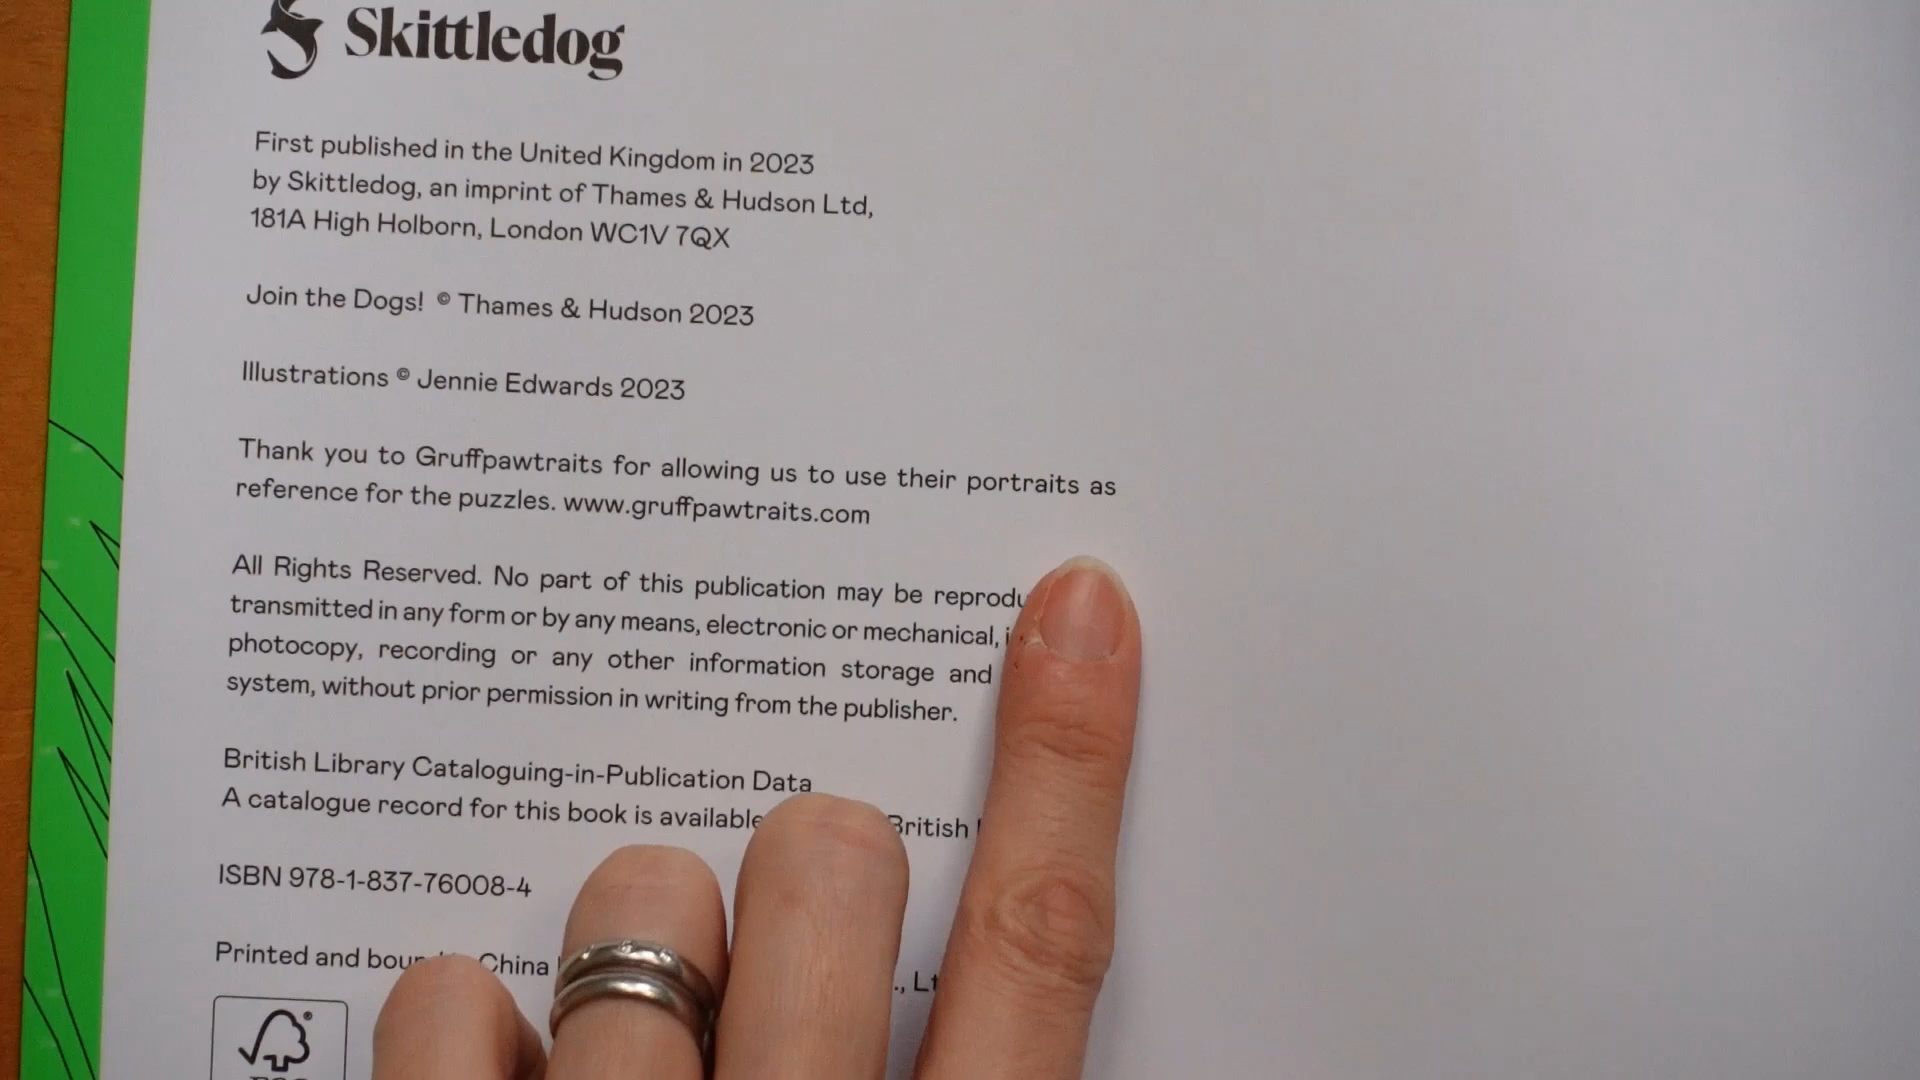 Skittledog
First published in the United Kingdom in 2023
by Skittledog, an imprint of Thames & Hudson Ltd,
181A High Holborn, London WC1V 7QX
Join the Dogs! © Thames & Hudson 2023
Illustrations © Jennie Edwards 2023
Thank you to Gruffpawtraits for allowing us to use their portraits as
reference for the puzzles. www.gruffpawtraits.com
All Rights Reserved. No part of this publication may be
transmitted in any form or by any means, electronic or mechanical,
photocopy, recording or any other information storage and
system, without prior permission in writing from the publisher.
British Library Cataloguing-in-Publication Data
A catalogue record for this book is available British
ISBN 978-1-837-76008-4
Printed and China